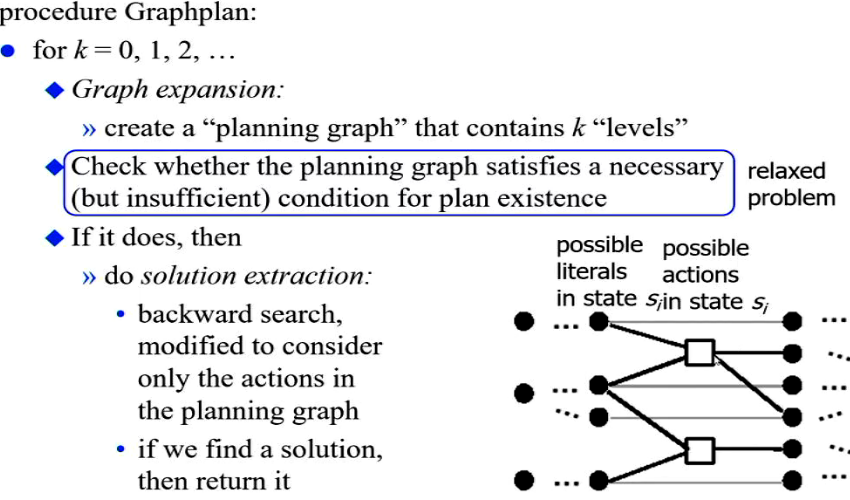 procedure Graphplan:
● for k = 0, 1, 2, …
◆ Graph expansion:
» create a “planning graph” that contains k “levels”
◆ Check whether the planning graph satisfies a necessary
(but insufficient) condition for plan existence
relaxed
problem
◆ If it does, then
» do solution extraction:
• backward search,
modified to consider
only the actions in
the planning graph
• if we find a solution,
then return it
possible
literals
in state si
possible
actions
in state si